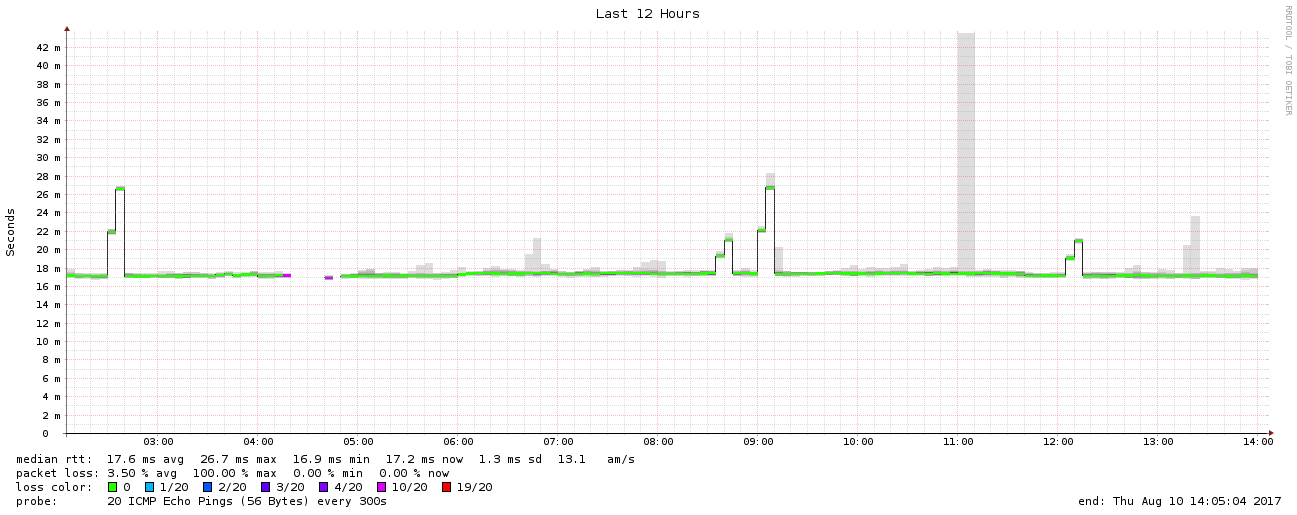 Last 12 Hours
RRDTOOL / TOBI OETIKER
Seconds
42 m
40 m
38 m
36 m
34 m
32 m
30 m
28 m
26 m
24 m
22 m
20 m
18 m
16 m
14 m
12 m
10 m
8 m
6 m
4 m
2 m
0
03:00 04:00 05:00 06:00 07:00 08:00 09:00 10:00 11:00 12:00 13:00 14:00
median rtt: 17.6 ms avg 26.7 ms max 16.9 ms min 17.2 ms now 1.3 ms sd 13.1 am/s
packet loss: 3.50 % avg 100.00 % max 0.00 % min 0.00 % now
loss color: 0 1/20 2/20 3/20 4/20 10/20 19/20
probe: 20 ICMP Echo Pings (56 Bytes) every 300s end: Thu Aug 10 14:05:04 2017